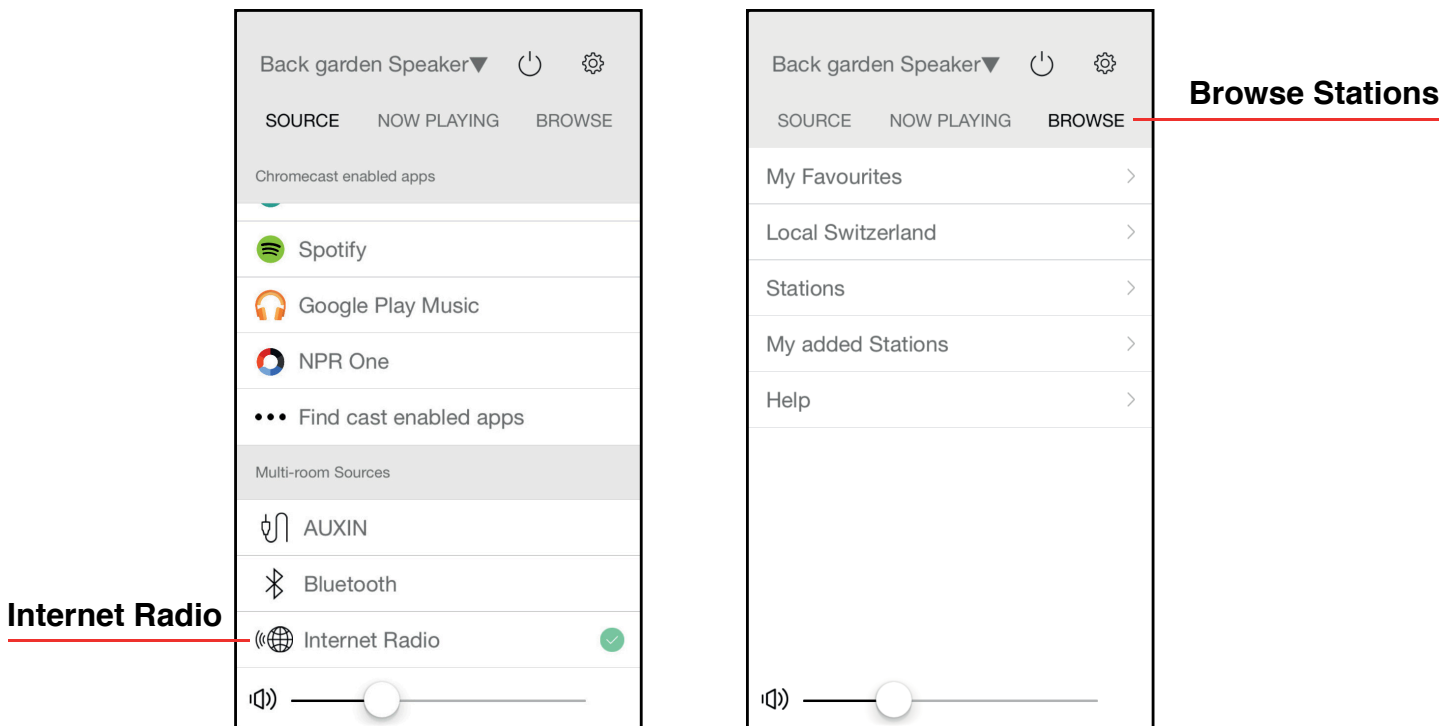 Back garden Speaker▼
SOURCE NOW PLAYING BROWSE
Chromecast enabled apps
Spotify
Google Play Music
NPR One
••• Find cast enabled apps
Multi-room Sources
AUXIN
Bluetooth
Internet Radio
Internet Radio
Back garden Speaker▼
SOURCE NOW PLAYING BROWSE
Browse Stations
My Favourites
Local Switzerland
Stations
My added Stations
Help